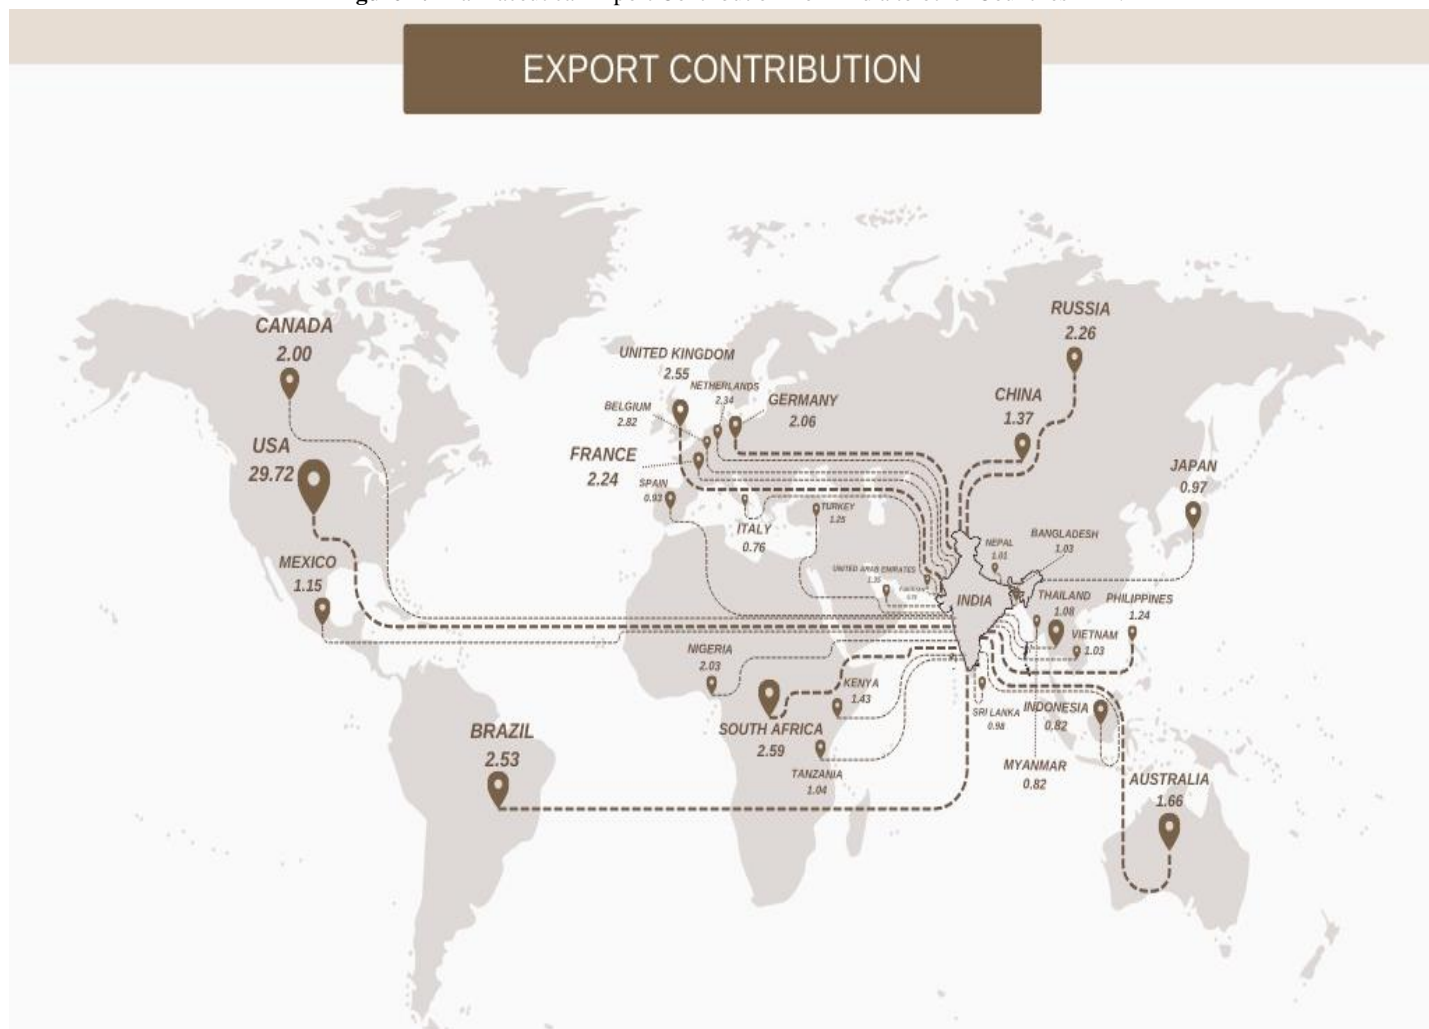 EXPORT CONTRIBUTION
CANADA
2.00
USA
29.72
MEXICO
1.15
BRAZIL
2.53
UNITED KINGDOM
2.55
NETHERLANDS
2.34
BELGIUM
2.82
GERMANY
2.06
FRANCE
2.24
SPAIN
0.93
ITALY
0.76
TURKEY
1.25
RUSSIA
2.26
CHINA
1.37
JAPAN
0.97
UNITED ARAB EMIRATES
NEPAL
1.01
BANGLADESH
1.03
INDIA
THAILAND
1.08
PHILIPPINES
1.24
VIETNAM
1.03
NIGERIA
2.03
KENYA
1.43
SOUTH AFRICA
2.59
TANZANIA
1.04
SRI LANKA
0.98
INDONESIA
0.82
MYANMAR
0.82
AUSTRALIA
1.66